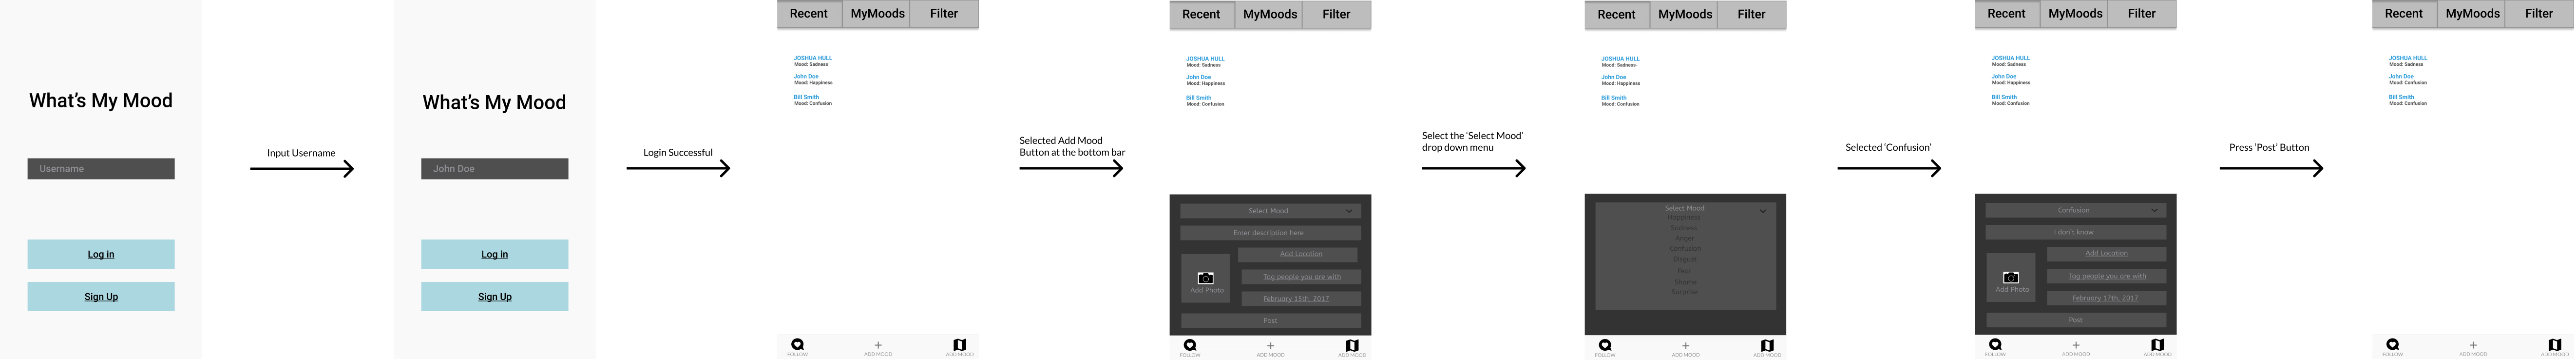 What's My Mood
Username
Log in
Sign Up
Input Username
What's My Mood
John Doe
Log in
Sign Up
Login Successful
Recent MyMoods Filter
JOSHUA HULL
Mood: Sadness
John Doe
Mood: Happiness
Bill Smith
Mood: Confusion
FOLLOW ADD MOOD ADD MOOD
Selected Add Mood
Button at the bottom bar
Recent MyMoods Filter
JOSHUA HULL
Mood: Sadness
John Doe
Mood: Happiness
Bill Smith
Mood: Confusion
Select Mood
Enter description here
Add Location
Add Photo
Tag people you are with
February 15th, 2017
Post
FOLLOW ADD MOOD ADD MOOD
Select the 'Select Mood'
drop down menu
Recent MyMoods Filter
JOSHUA HULL
Mood: Sadness
John Doe
Mood: Happiness
Bill Smith
Mood: Confusion
Select Mood
Happiness
Sadness
Anger
Confusion
Disgust
Fear
Shame
Surprise
FOLLOW ADD MOOD ADD MOOD
Selected 'Confusion'
Recent MyMoods Filter
JOSHUA HULL
Mood: Sadness
John Doe
Mood: Happiness
Bill Smith
Mood: Confusion
Confusion
I don't know
Add Location
Add Photo
Tag people you are with
February 17th, 2017
Post
FOLLOW ADD MOOD ADD MOOD
Press 'Post' Button
Recent MyMoods Filter
JOSHUA HULL
Mood: Sadness
John Doe
Mood: Confusion
Bill Smith
Mood: Confusion
FOLLOW ADD MOOD ADD MOOD